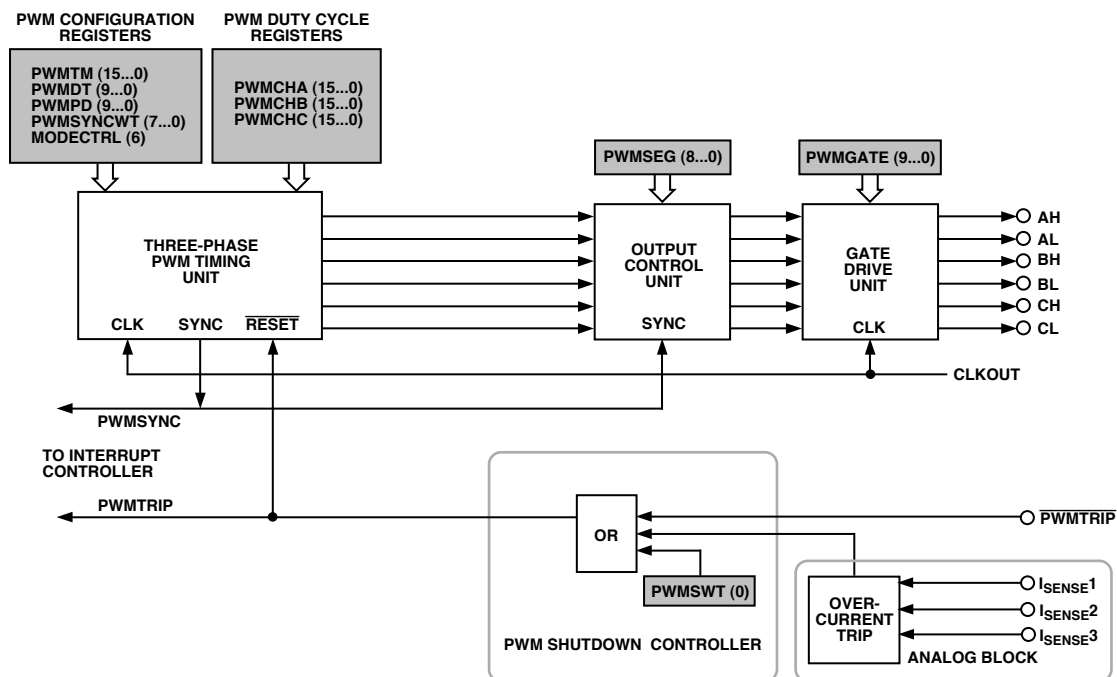 PWM CONFIGURATION
REGISTERS
PWM DUTY CYCLE
REGISTERS
PWMTM (15...0)
PWMDT (9...0)
PWMPD (9...0)
PWMSYNCWT (7...0)
MODECTRL (6)
PWMCHA (15...0)
PWMCHB (15...0)
PWMCHC (15...0)
PWMSEG (8...0)
PWMGATE (9...0)
THREE-PHASE
PWM TIMING
UNIT
CLK
SYNC
RESET
OUTPUT
CONTROL
UNIT
SYNC
GATE
DRIVE
UNIT
CLK
AH
AL
BH
BL
CH
CL
CLKOUT
PWMSYNC
TO INTERRUPT
CONTROLLER
PWMTRIP
OR
PWMTRIP
PWMSWT (0)
PWM SHUTDOWN CONTROLLER
OVER-
CURRENT
TRIP
ISENSE1
ISENSE2
ISENSE3
ANALOG BLOCK